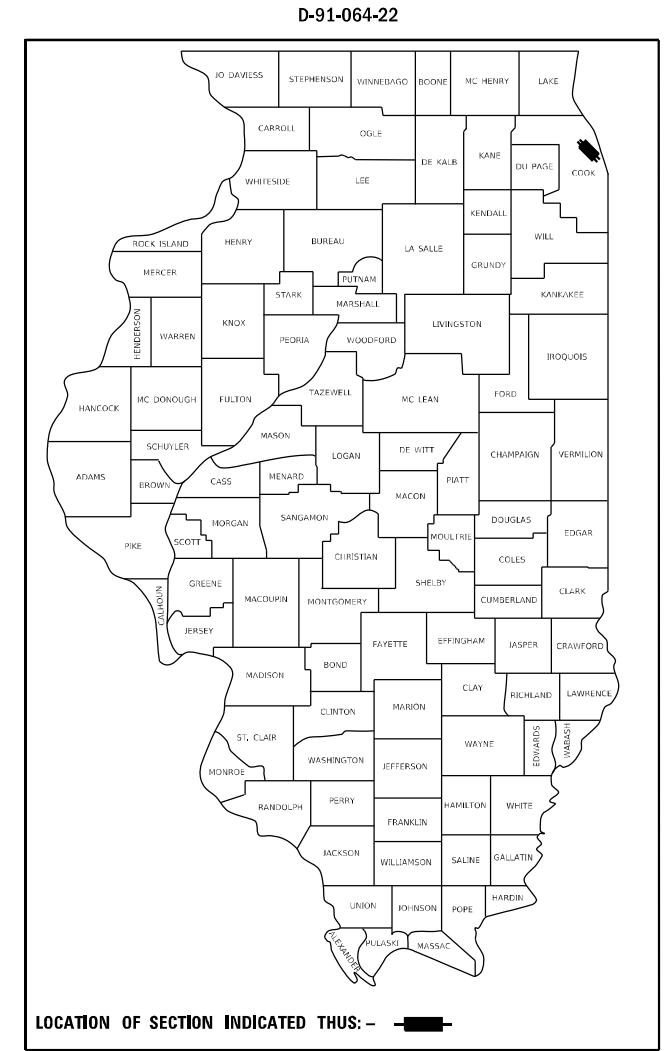 D-91-064-22
JO DAVIESS
STEPHENSON
WINNEBAGO
BOONE
MC HENRY
LAKE
CARROLL
OGLE
DE KALB
KANE
DU PAGE
COOK
WHITESIDE
LEE
KENDALL
ROCK ISLAND
HENRY
BUREAU
LA SALLE
WILL
GRUNDY
MERCER
PUTNAM
STARK
MARSHALL
KANKAKEE
HENDERSON
WARREN
KNOX
PEORIA
WOODFORD
LIVINGSTON
IROQUOIS
HANCOCK
MC DONOUGH
FULTON
TAZEWELL
MC LEAN
FORD
SCHUYLER
MASON
LOGAN
DE WITT
CHAMPAIGN
VERMILION
ADAMS
BROWN
CASS
MENARD
PIATT
MACON
PIKE
SCOTT
MORGAN
SANGAMON
DOUGLAS
EDGAR
MOULTRIE
CHRISTIAN
COLES
CALHOUN
GREENE
MACOUPIN
MONTGOMERY
SHELBY
CUMBERLAND
CLARK
JERSEY
FAYETTE
EFFINGHAM
JASPER
CRAWFORD
MADISON
BOND
CLAY
RICHLAND
LAWRENCE
CLINTON
MARION
ST. CLAIR
WAYNE
EDWARDS
WABASH
MONROE
WASHINGTON
JEFFERSON
RANDOLPH
PERRY
HAMILTON
WHITE
FRANKLIN
JACKSON
WILLIAMSON
SALINE
GALLATIN
UNION
JOHNSON
POPE
HARDIN
ALEXANDER
PULASKI
MASSAC
LOCATION OF SECTION INDICATED THUS: –